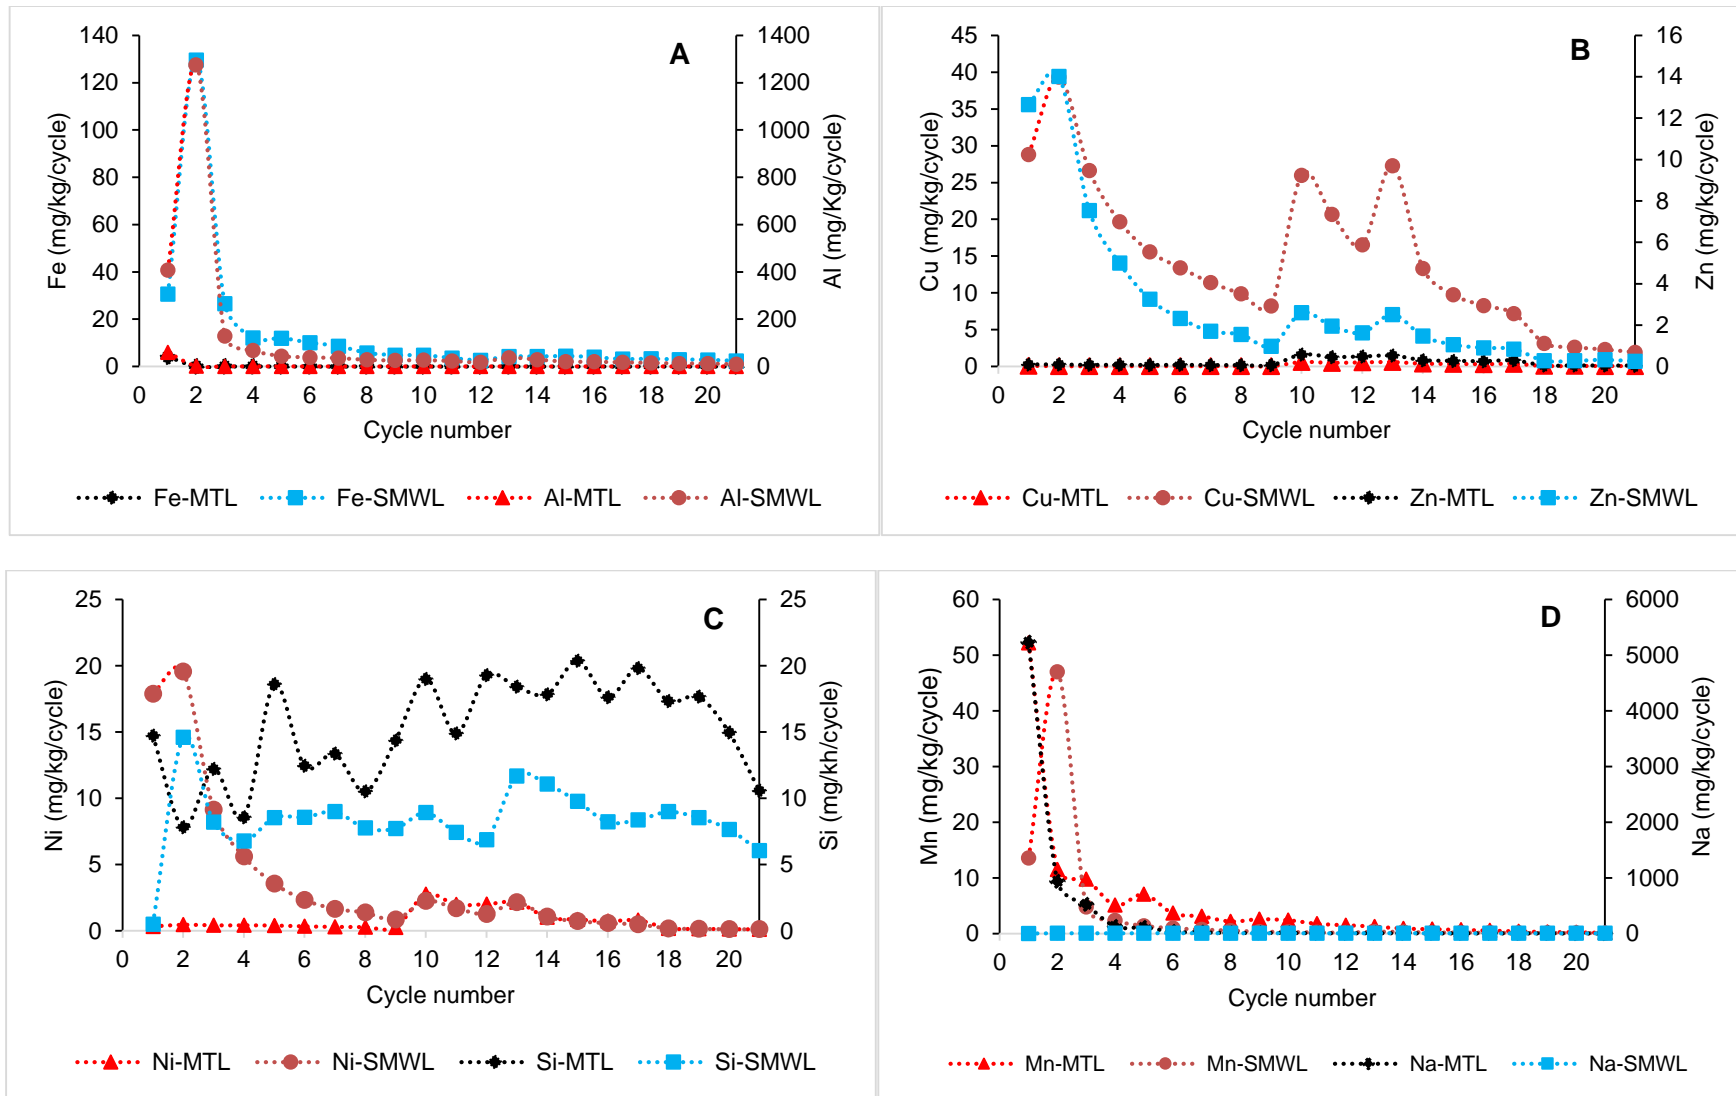 A
Fe (mg/kg/cycle)
Al (mg/Kg/cycle)
140
120
100
80
60
40
20
0
1400
1200
1000
800
600
400
200
0
0 2 4 6 8 10 12 14 16 18 20
Cycle number
Fe-MTL Fe-SMWL Al-MTL Al-SMWL
B
Cu (mg/kg/cycle)
Zn (mg/kg/cycle)
45
40
35
30
25
20
15
10
5
0
16
14
12
10
8
6
4
2
0
0 2 4 6 8 10 12 14 16 18 20
Cycle number
Cu-MTL Cu-SMWL Zn-MTL Zn-SMWL
C
Ni (mg/kg/cycle)
Si (mg/kh/cycle)
25
20
15
10
5
0
25
20
15
10
5
0
0 2 4 6 8 10 12 14 16 18 20
Cycle number
Ni-MTL Ni-SMWL Si-MTL Si-SMWL
D
Mn (mg/kg/cycle)
Na (mg/kg/cycle)
60
50
40
30
20
10
0
6000
5000
4000
3000
2000
1000
0
0 2 4 6 8 10 12 14 16 18 20
Cycle number
Mn-MTL Mn-SMWL Na-MTL Na-SMWL